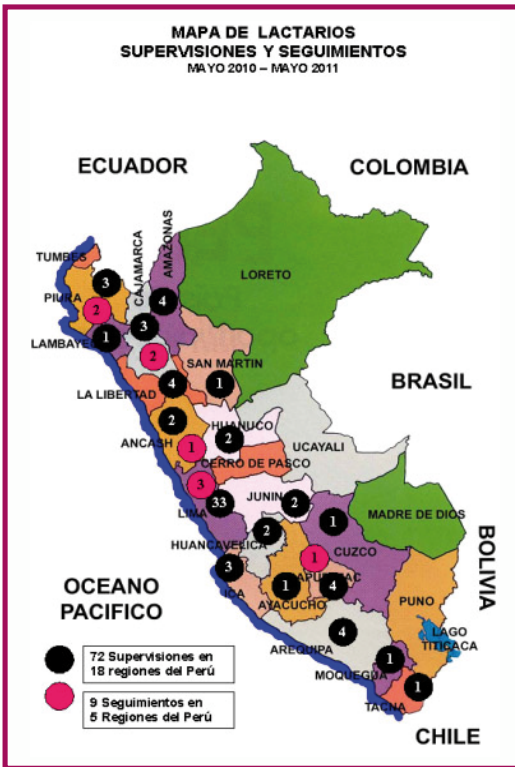 MAPA DE LACTARIOS
SUPERVISIONES Y SEGUIMIENTOS
MAYO 2010 – MAYO 2011
ECUADOR
COLOMBIA
TUMBES
CAJAMARCA
AMAZONAS
LORETO
3
PIURA
2
4
3
1
LAMBAYEQ
2
SAN MARTIN
4
1
LA LIBERTAD
BRASIL
2
HUANUCO
2
ANCASH
1
UCAYALI
CERRO DE PASCO
3
33
JUNIN
2
LIMA
1
MADRE DE DIOS
2
HUANCAVELICA
CUZCO
1
3
ICA
1
APURIMAC
4
AYACUCHO
BOLIVIA
OCEANO
PACIFICO
PUNO
4
AREQUIPA
LAGO
TITICACA
1
MOQUEGUA
1
TACNA
CHILE
72 Supervisiones en
18 regiones del Perú
9 Seguimientos en
5 Regiones del Perú